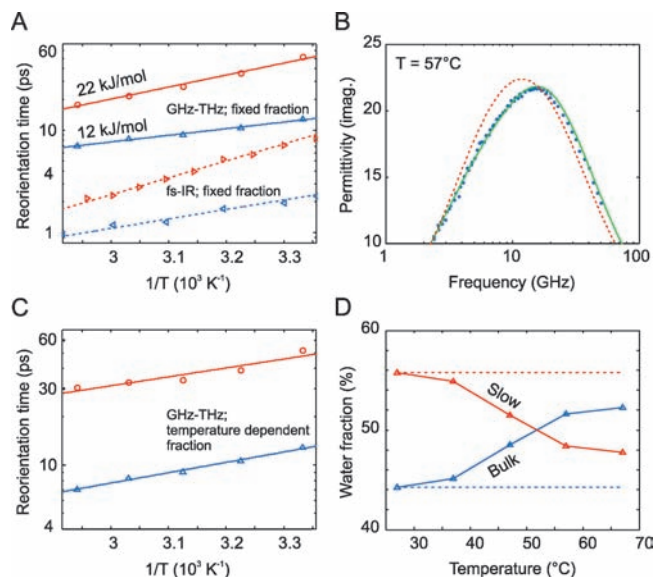 A
Reorientation time (ps)
60
10
4
1
22 kJ/mol
12 kJ/mol
GHz-THz; fixed fraction
fs-IR; fixed fraction
3 3.1 3.2 3.3
1/T (10³ K⁻¹)
B
Permittivity (imag.)
25
20
15
10
T = 57°C
1 10 100
Frequency (GHz)
C
Reorientation time (ps)
60
30
10
4
GHz-THz;
temperature dependent
fraction
3 3.1 3.2 3.3
1/T (10³ K⁻¹)
D
Water fraction (%)
60
50
40
Slow
Bulk
30 40 50 60 70
Temperature (°C)